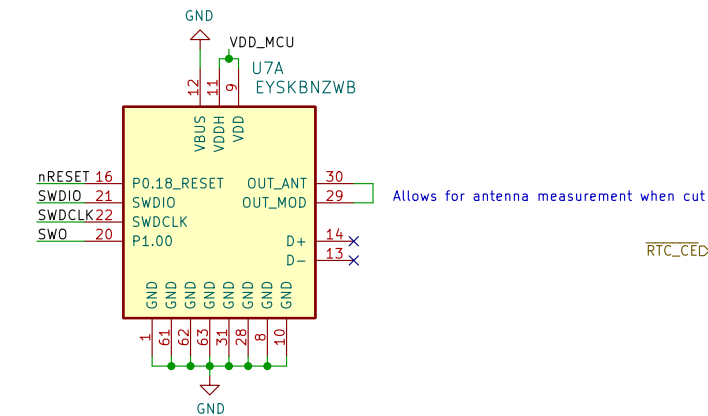 GND
VDD_MCU
U7A
EYSKBNZWB
12 11 9
VBUS VDDH VDD
nRESET 16 P0.18_RESET OUT_ANT 30
SWDIO 21 SWDIO OUT_MOD 29
Allows for antenna measurement when cut
SWDCLK 22 SWDCLK
SWO 20 P1.00 D+ 14
D- 13
RTC_CE
GND GND GND GND GND GND GND GND
1 61 62 63 31 28 8 10
GND